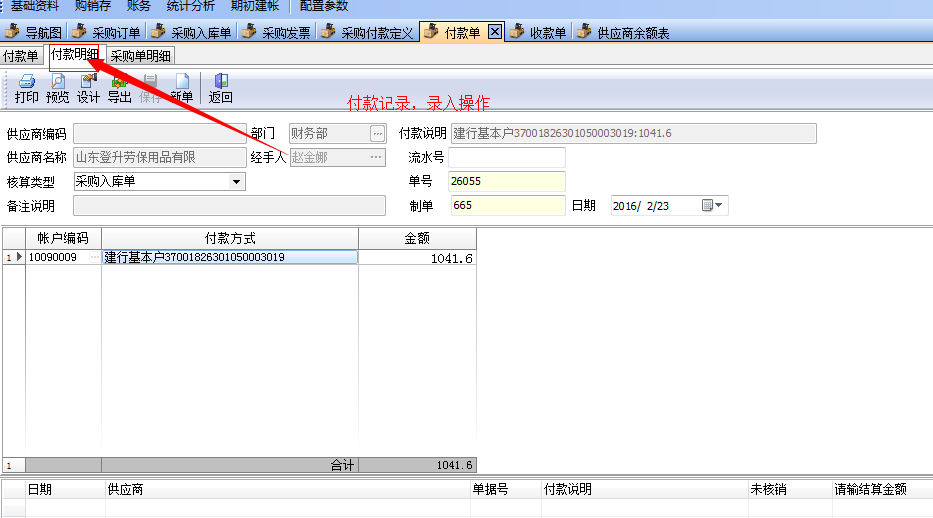 基础资料 购销存 账务 统计分析 期初建帐 配置参数
导航图 采购订单 采购入库单 采购发票 采购付款定义 付款单 收款单 供应商余额表
付款单 付款明细 采购单明细
打印 预览 设计 导出 保存 新单 返回
付款记录，录入操作
供应商编码 部门 财务部 付款说明 建行基本户37001826301050003019:1041.6
供应商名称 山东登升劳保用品有限 经手人 赵金娜 流水号
核算类型 采购入库单 单号 26055
备注说明 制单 665 日期 2016/ 2/23
帐户编码 付款方式 金额
1 10090009 建行基本户37001826301050003019 1041.6
1 合计 1041.6
日期 供应商 单据号 付款说明 未核销 请输结算金额